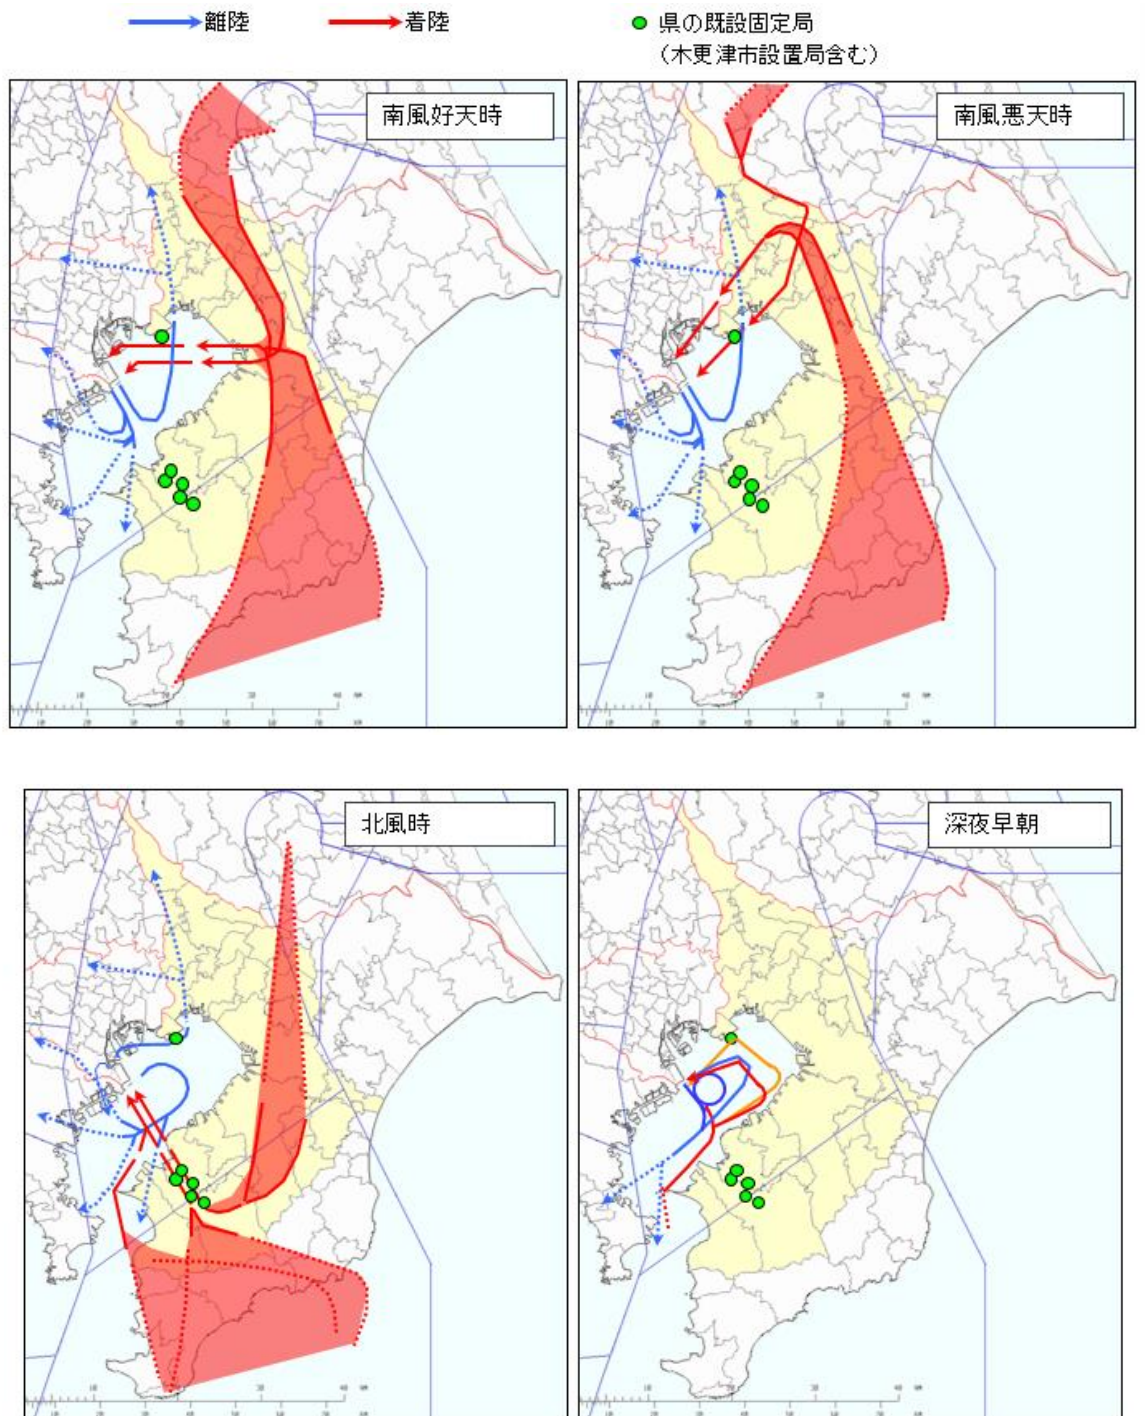 離陸
着陸
県の既設固定局
（木更津市設置局含む）
南風好天時
南風悪天時
北風時
深夜早朝